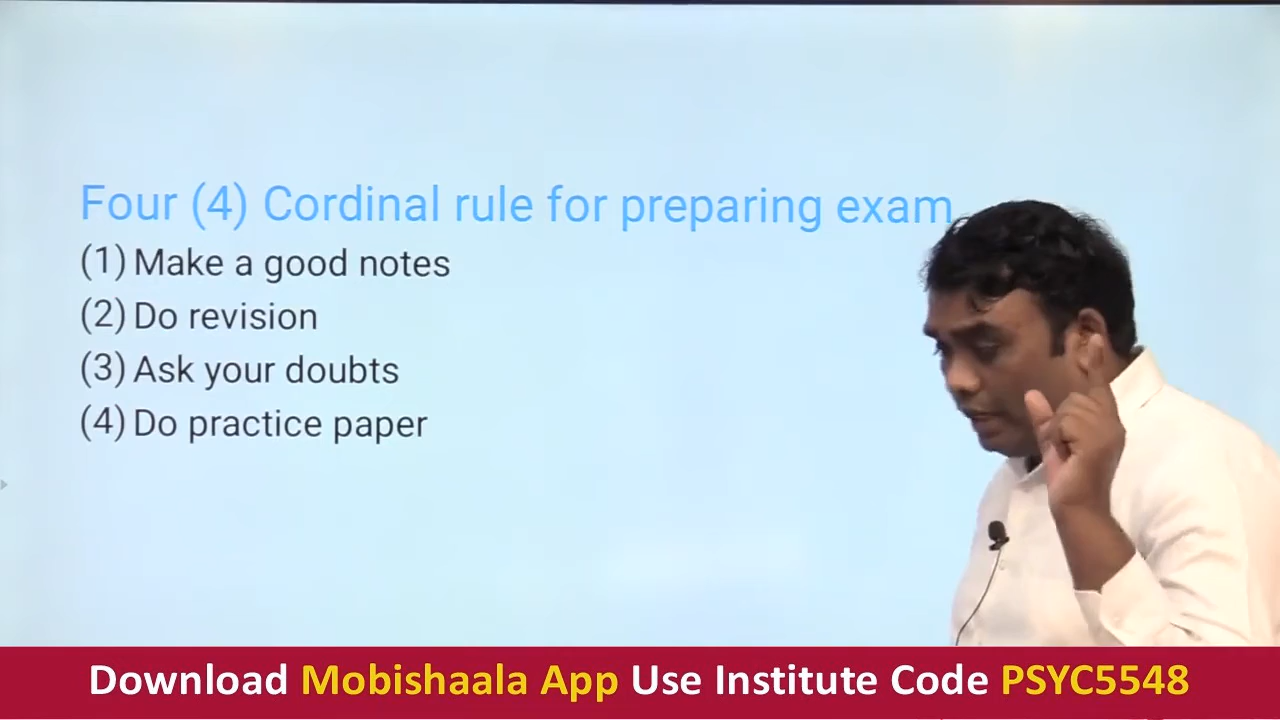 Four (4) Cordinal rule for preparing exam
(1) Make a good notes
(2) Do revision
(3) Ask your doubts
(4) Do practice paper
Download Mobishaala App Use Institute Code PSYC5548